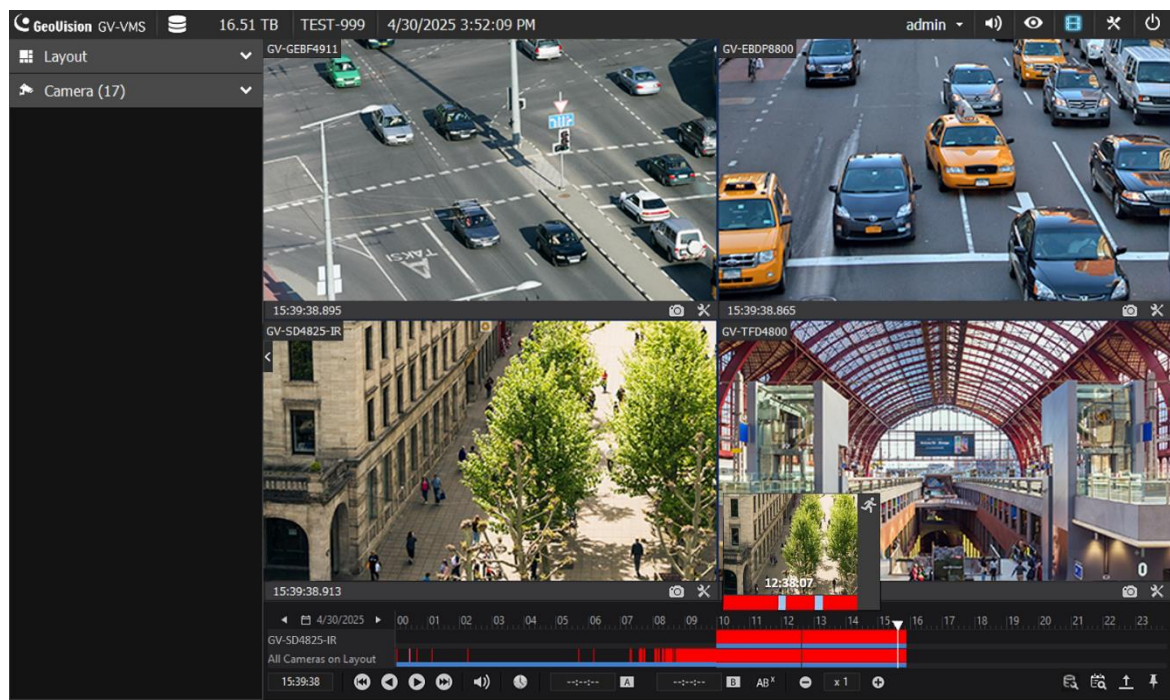 GeoVision GV-VMS 16.51 TB TEST-999 4/30/2025 3:52:09 PM admin
Layout
Camera (17)
GV-GEBF4911
GV-EBDP8800
TAKSI
15:39:38.895
15:39:38.865
GV-SD4825-IR
GV-TFD4800
12:38:07
0
15:39:38.913
4/30/2025 00 01 02 03 04 05 06 07 08 09 10 11 12 13 14 15 16 17 18 19 20 21 22 23
GV-SD4825-IR
All Cameras on Layout
15:39:38 --:--:-- A --:--:-- B ABˣ x 1